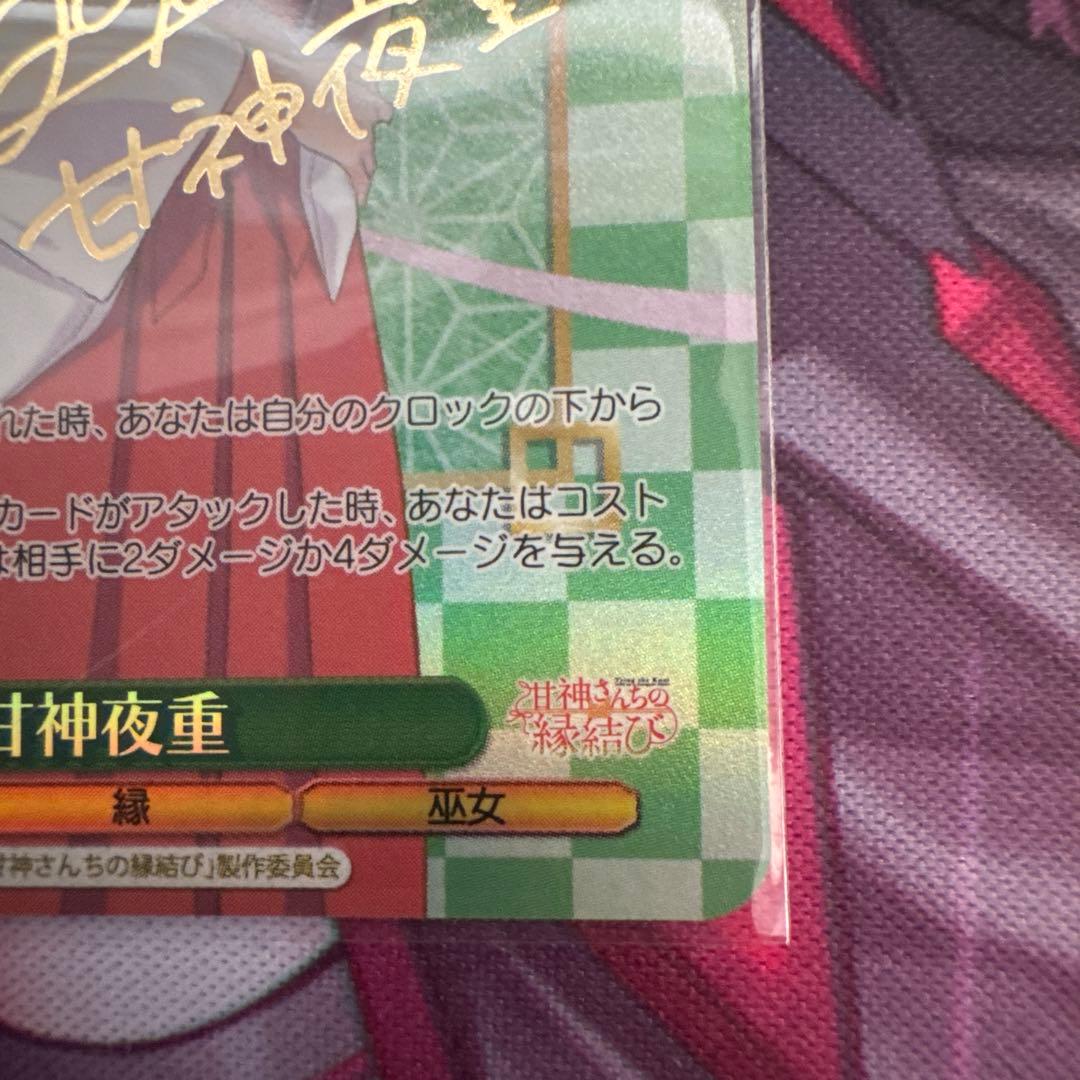 甘神夜重
れた時、あなたは自分のクロックの下から
カードがアタックした時、あなたはコスト
は相手に2ダメージか4ダメージを与える。
甘神夜重
甘神さんちの
縁結び
縁
巫女
甘神さんちの縁結び」製作委員会